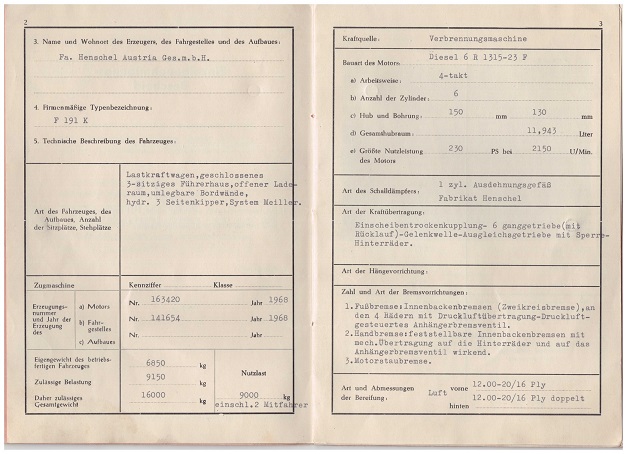 2
3. Name und Wohnort des Erzeugers, des Fahrgestelles und des Aufbaues:
Fa. Henschel Austria Ges.m.b.H.
4. Firmenmäßige Typenbezeichnung:
F 191 K
5. Technische Beschreibung des Fahrzeuges:
Art des Fahrzeuges, des
Aufbaues, Anzahl
der Sitzplätze, Stehplätze
Lastkraftwagen,geschlossenes
3-sitziges Führerhaus,offener Lade-
raum,umlegbare Bordwände,
hydr. 3 Seitenkipper,System Meiller.
Zugmaschine
Kennziffer Klasse
Erzeugungs-
nummer
und Jahr der
Erzeugung
des
a) Motors
b) Fahr-
gestelles
c) Aufbaues
Nr. 163420 Jahr 1968
Nr. 141654 Jahr 1968
Nr. Jahr
Eigengewicht des betriebs-
fertigen Fahrzeuges 6850 kg
Zulässige Belastung 9150 kg
Nutzlast
Daher zulässiges
Gesamtgewicht 16000 kg
9000 kg
einschl.2 Mitfahrer
3
Kraftquelle: Verbrennungsmaschine
Bauart des Motors: Diesel 6 R 1315-23 F
a) Arbeitsweise: 4-takt
b) Anzahl der Zylinder: 6
c) Hub und Bohrung: 150 mm 130 mm
d) Gesamthubraum: 11,943 Liter
e) Größte Nutzleistung
des Motors 230 PS bei 2150 U/Min.
Art des Schalldämpfers: 1 zyl. Ausdehnungsgefäß
Fabrikat Henschel
Art der Kraftübertragung:
Einscheibentrockenkupplung- 6 ganggetriebe(mit
Rücklauf)-Gelenkwelle-Ausgleichsgetriebe mit Sperre-
Hinterräder.
Art der Hängevorrichtung:
Zahl und Art der Bremsvorrichtungen:
1.Fußbremse:Innenbackenbremsen (Zweikreisbremse),an
den 4 Rädern mit Druckluftübertragung-Druckluft-
gesteuertes Anhängerbremsventil.
2.Handbremse:feststellbare Innenbackenbremsen mit
mech.Übertragung auf die Hinterräder und auf das
Anhängerbremsventil wirkend.
3.Motorstaubremse.
Art und Abmessungen
der Bereifung:
Luft
vorne 12.00-20/16 Ply
hinten 12.00-20/16 Ply doppelt